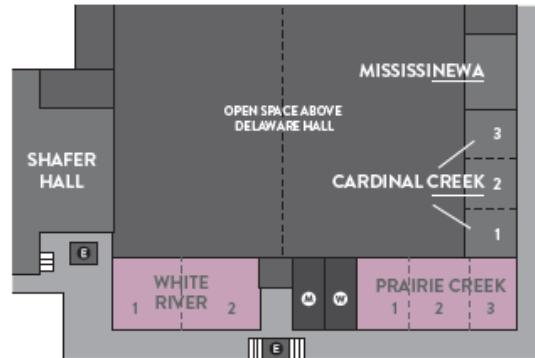 MISSISSINEWA
OPEN SPACE ABOVE
DELAWARE HALL
3
SHAFER
HALL
CARDINAL CREEK 2
1
E
WHITE
RIVER
1 2
M W
PRAIRIE CREEK
1 2 3
E